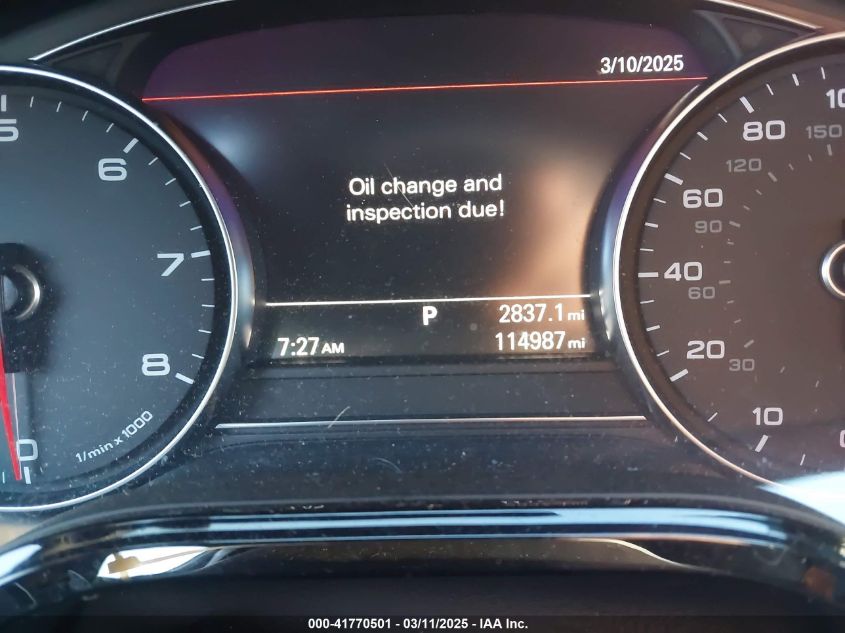 3/10/2025
5
6
7
8
0
1/min x 1000
Oil change and
inspection due!
P
2837.1 mi
7:27 AM
114987 mi
10
20
30
40
60
60
90
80
120
150
000-41770501 - 03/11/2025 - IAA Inc.